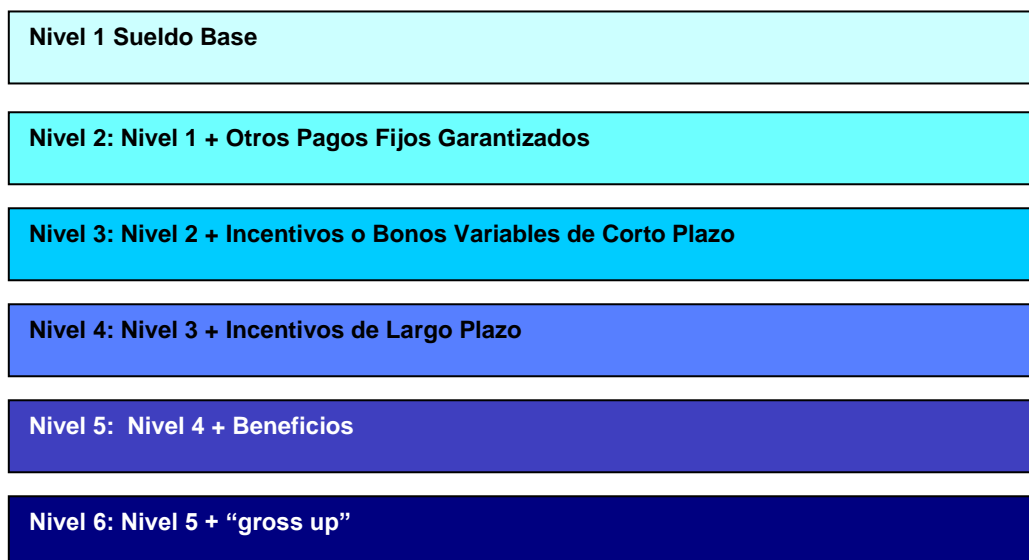 Nivel 1 Sueldo Base
Nivel 2: Nivel 1 + Otros Pagos Fijos Garantizados
Nivel 3: Nivel 2 + Incentivos o Bonos Variables de Corto Plazo
Nivel 4: Nivel 3 + Incentivos de Largo Plazo
Nivel 5:  Nivel 4 + Beneficios
Nivel 6: Nivel 5 + “gross up”